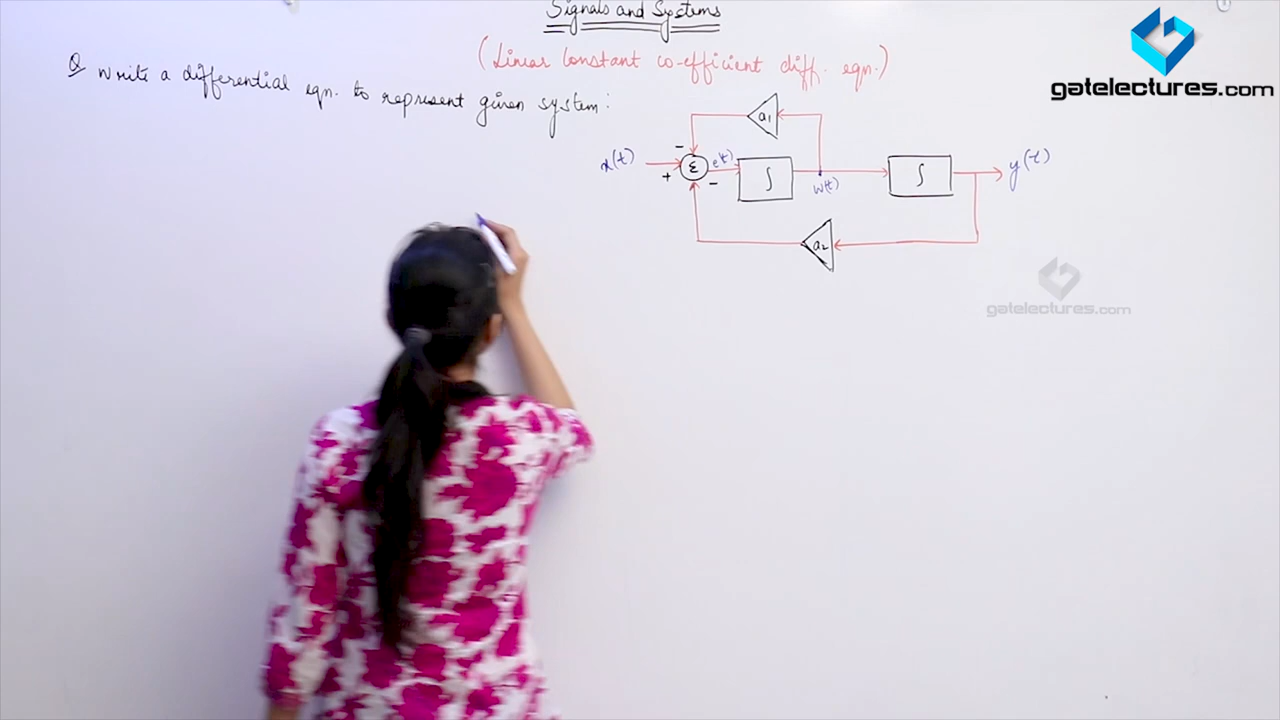 Signals and Systems
(Linear Constant co-efficient diff. eqn.)
gatelectures.com
Q Write a differential eqn. to represent given system:
a1
x(t)
-
+
Σ
e(t)
-
∫
w(t)
∫
y(t)
a2
gatelectures.com